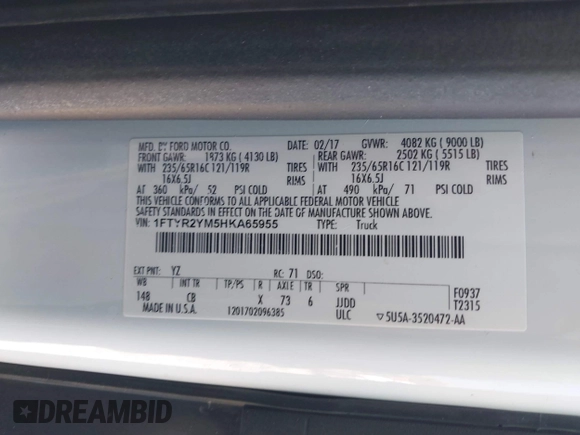 MFD. BY FORD MOTOR CO. DATE: 02/17 GVWR: 4082 KG ( 9000 LB)
FRONT GAWR: 1873 KG ( 4130 LB) REAR GAWR: 2502 KG ( 5515 LB)
WITH 235/65R16C 121/119R TIRES WITH 235/65R16C 121/119R TIRES
16X6.5J RIMS 16X6.5J RIMS
AT 360 kPa/ 52 PSI COLD AT 490 kPa/ 71 PSI COLD
THIS VEHICLE CONFORMS TO ALL APPLICABLE FEDERAL MOTOR VEHICLE
SAFETY STANDARDS IN EFFECT ON THE DATE OF MANUFACTURE SHOWN ABOVE.
VIN: 1FTYR2YM5HKA65955 TYPE: Truck
EXT PNT: YZ RC: 71 DSO:
WB INT TR TP/PS R AXLE TR SPR F0937
148 CB X 73 6 JJDD T2315
MADE IN U.S.A. 1201702096385 ULC ▽5U5A-3520472-AA
DREAMBID